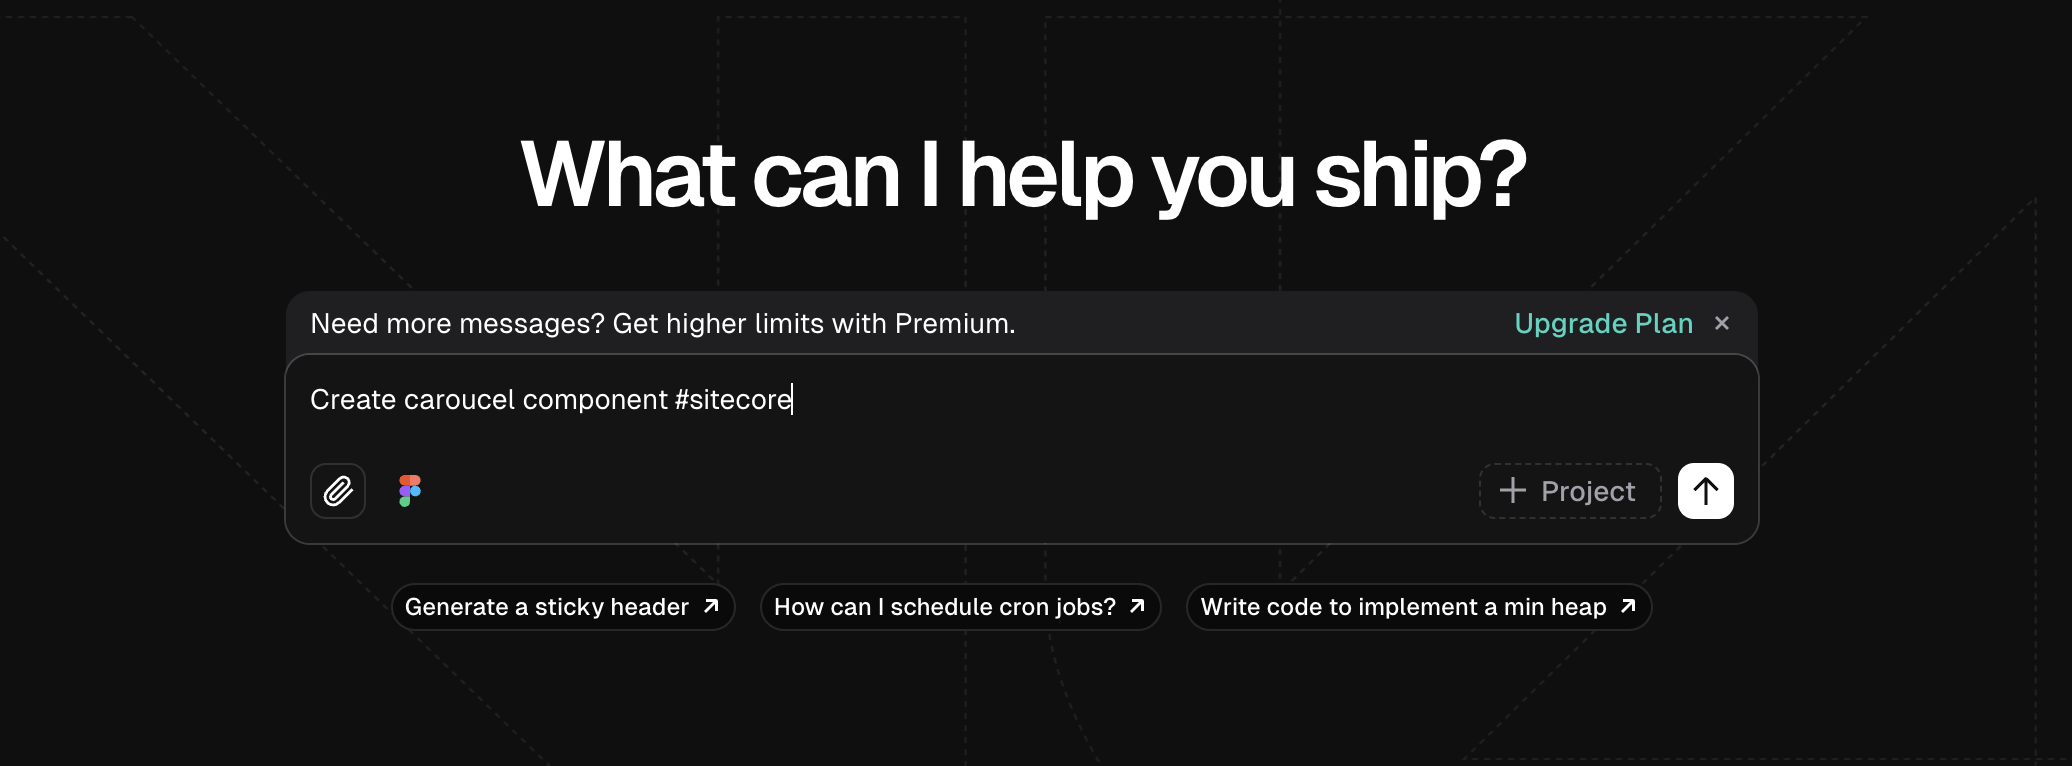 What can I help you ship?
Need more messages? Get higher limits with Premium.
Upgrade Plan
Create caroucel component #sitecore
Project
Generate a sticky header
How can I schedule cron jobs?
Write code to implement a min heap